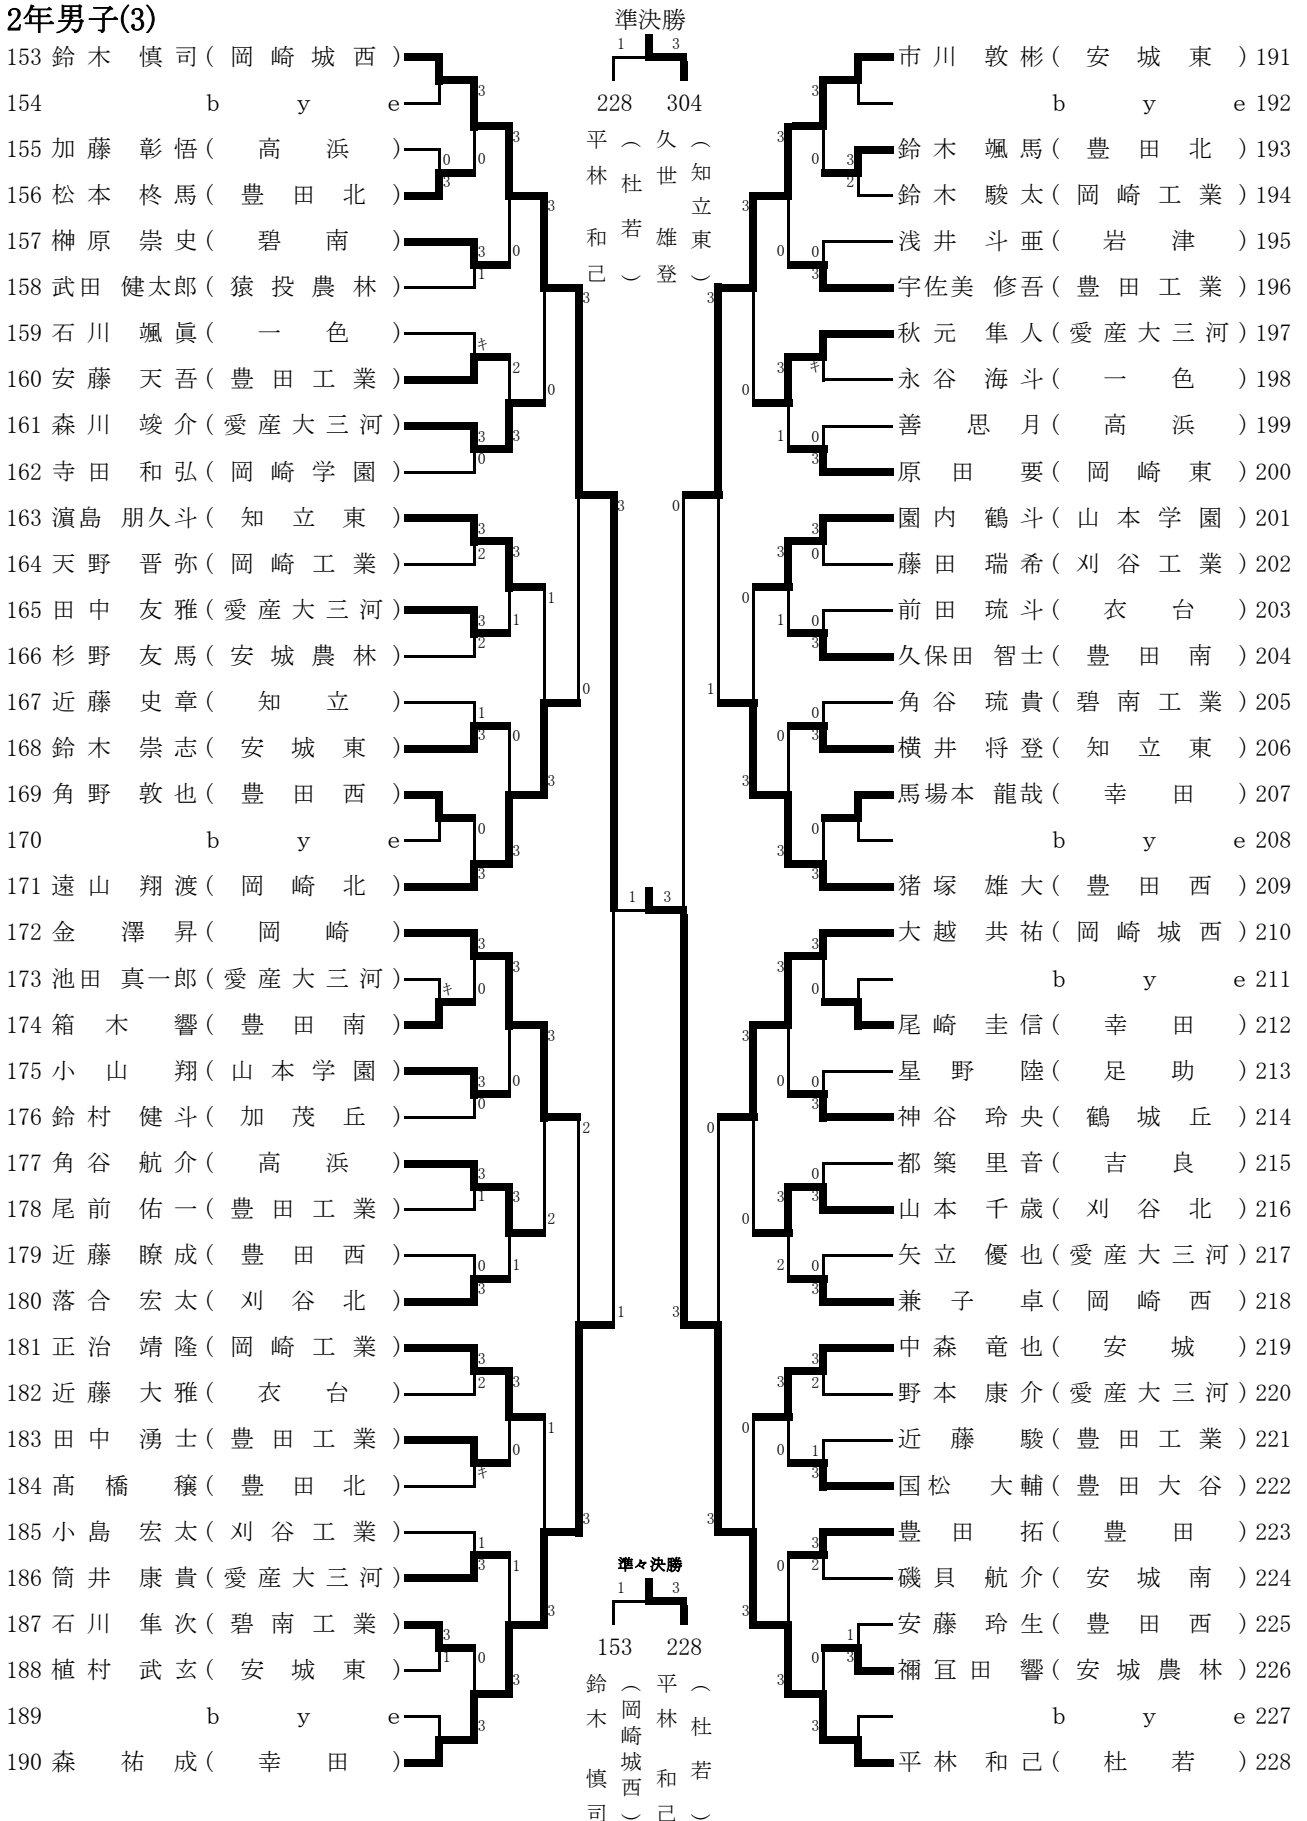 2年男子(3)
準決勝
1 3
228 304
平林 和己 (杜若)
久世 雄登 (知立東)
153 鈴木 慎司 (岡崎城西)
154 bye
155 加藤 彰悟 (高浜)
156 松本 柊馬 (豊田北)
157 榊原 崇史 (碧南)
158 武田 健太郎 (猿投農林)
159 石川 颯眞 (一色)
160 安藤 天吾 (豊田工業)
161 森川 竣介 (愛産大三河)
162 寺田 和弘 (岡崎学園)
163 濵島 朋久斗 (知立東)
164 天野 晋弥 (岡崎工業)
165 田中 友雅 (愛産大三河)
166 杉野 友馬 (安城農林)
167 近藤 史章 (知立)
168 鈴木 崇志 (安城東)
169 角野 敦也 (豊田西)
170 bye
171 遠山 翔渡 (岡崎北)
172 金澤 昇 (岡崎)
173 池田 真一郎 (愛産大三河)
174 箱木 響 (豊田南)
175 小山 翔 (山本学園)
176 鈴村 健斗 (加茂丘)
177 角谷 航介 (高浜)
178 尾前 佑一 (豊田工業)
179 近藤 瞭成 (豊田西)
180 落合 宏太 (刈谷北)
181 正治 靖隆 (岡崎工業)
182 近藤 大雅 (衣台)
183 田中 湧士 (豊田工業)
184 髙橋 穣 (豊田北)
185 小島 宏太 (刈谷工業)
186 筒井 康貴 (愛産大三河)
187 石川 隼次 (碧南工業)
188 植村 武玄 (安城東)
189 bye
190 森 祐成 (幸田)
市川 敦彬 (安城東) 191
bye 192
鈴木 颯馬 (豊田北) 193
鈴木 駿太 (岡崎工業) 194
浅井 斗亜 (岩津) 195
宇佐美 修吾 (豊田工業) 196
秋元 隼人 (愛産大三河) 197
永谷 海斗 (一色) 198
善 思月 (高浜) 199
原田 要 (岡崎東) 200
園内 鶴斗 (山本学園) 201
藤田 瑞希 (刈谷工業) 202
前田 琉斗 (衣台) 203
久保田 智士 (豊田南) 204
角谷 琉貴 (碧南工業) 205
横井 将登 (知立東) 206
馬場本 龍哉 (幸田) 207
bye 208
猪塚 雄大 (豊田西) 209
大越 共祐 (岡崎城西) 210
bye 211
尾崎 圭信 (幸田) 212
星野 陸 (足助) 213
神谷 玲央 (鶴城丘) 214
都築 里音 (吉良) 215
山本 千歳 (刈谷北) 216
矢立 優也 (愛産大三河) 217
兼子 卓 (岡崎西) 218
中森 竜也 (安城) 219
野本 康介 (愛産大三河) 220
近藤 駿 (豊田工業) 221
国松 大輔 (豊田大谷) 222
豊田 拓 (豊田) 223
磯貝 航介 (安城南) 224
安藤 玲生 (豊田西) 225
禰冝田 響 (安城農林) 226
bye 227
平林 和己 (杜若) 228
1 3
準々決勝
1 3
153 228
鈴木 慎司 (岡崎城西)
平林 和己 (杜若)